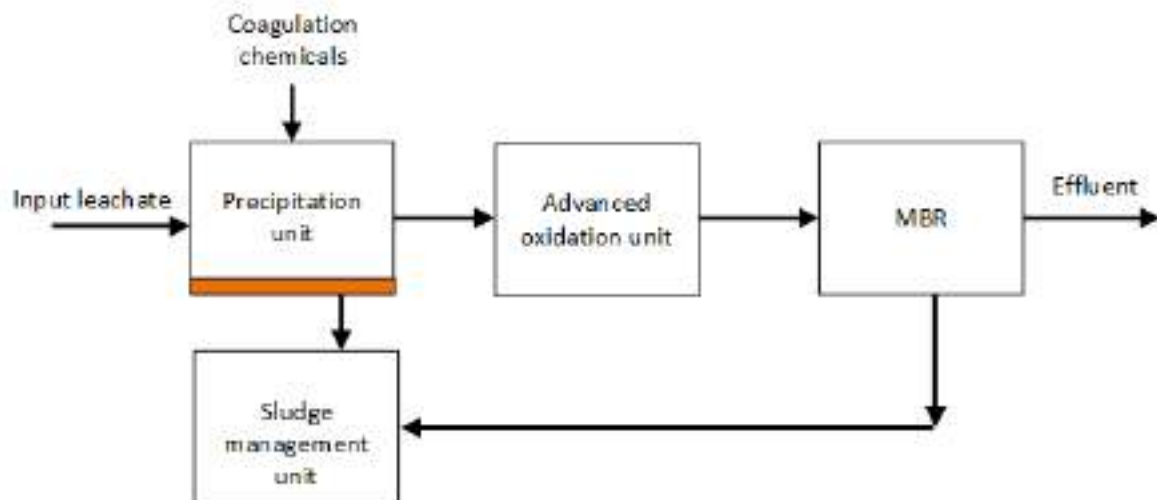 Coagulation
chemicals
Input leachate
Precipitation
unit
Advanced
oxidation unit
MBR
Effluent
Sludge
management
unit